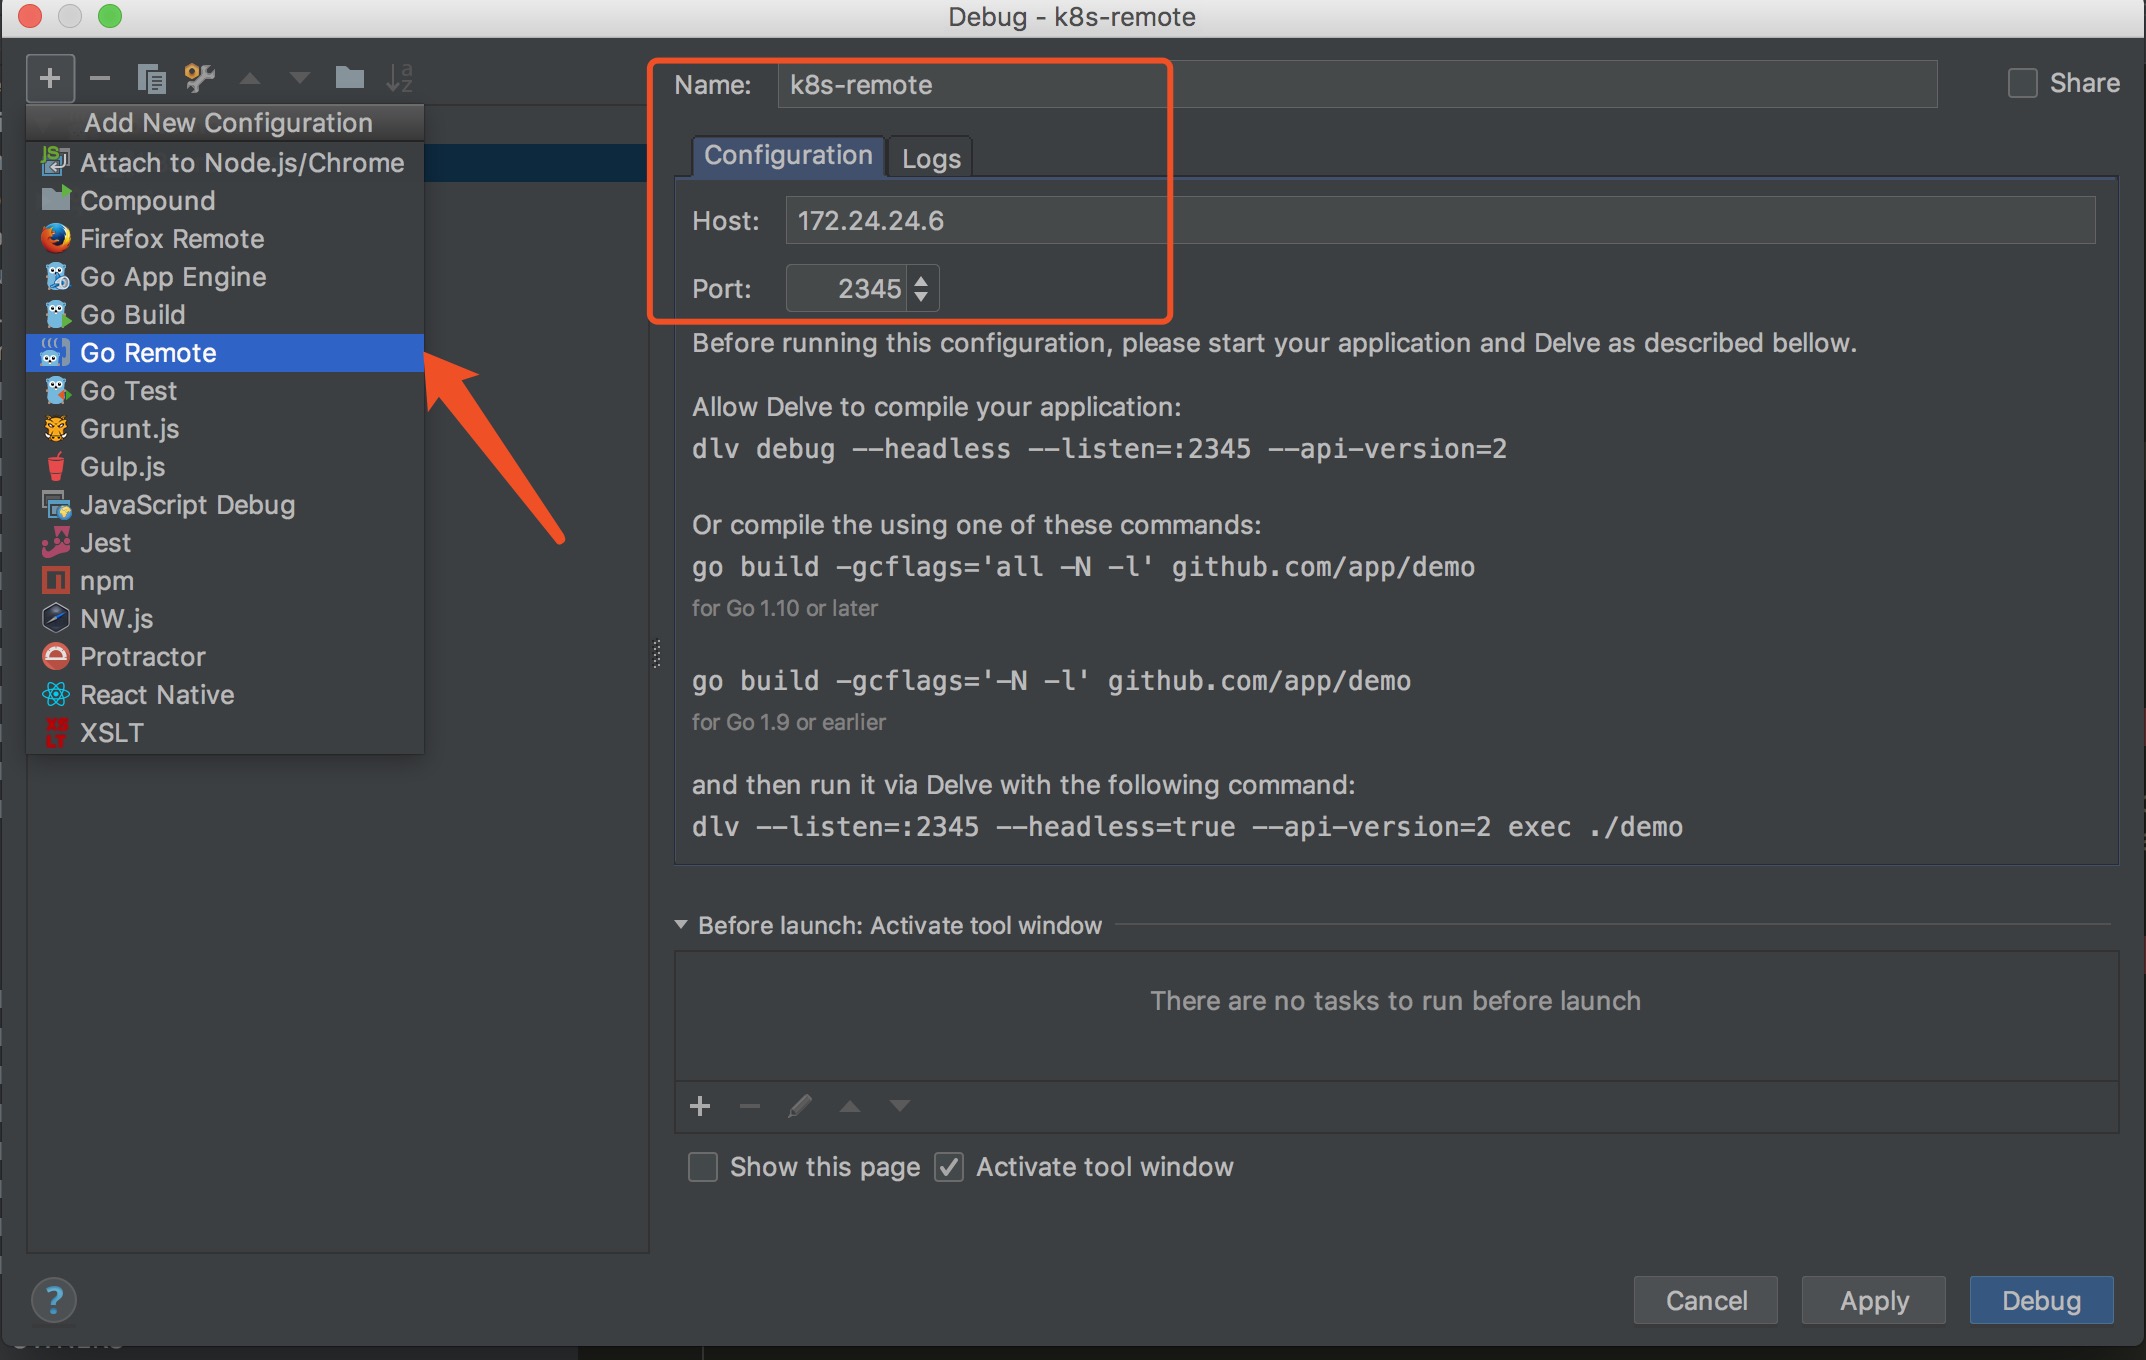 Debug - k8s-remote
Add New Configuration
Attach to Node.js/Chrome
Compound
Firefox Remote
Go App Engine
Go Build
Go Remote
Go Test
Grunt.js
Gulp.js
JavaScript Debug
Jest
npm
NW.js
Protractor
React Native
XSLT
Name: k8s-remote
Share
Configuration Logs
Host: 172.24.24.6
Port: 2345
Before running this configuration, please start your application and Delve as described bellow.
Allow Delve to compile your application:
dlv debug --headless --listen=:2345 --api-version=2
Or compile the using one of these commands:
go build -gcflags='all -N -l' github.com/app/demo
for Go 1.10 or later
go build -gcflags='-N -l' github.com/app/demo
for Go 1.9 or earlier
and then run it via Delve with the following command:
dlv --listen=:2345 --headless=true --api-version=2 exec ./demo
Before launch: Activate tool window
There are no tasks to run before launch
Show this page Activate tool window
? Cancel Apply Debug